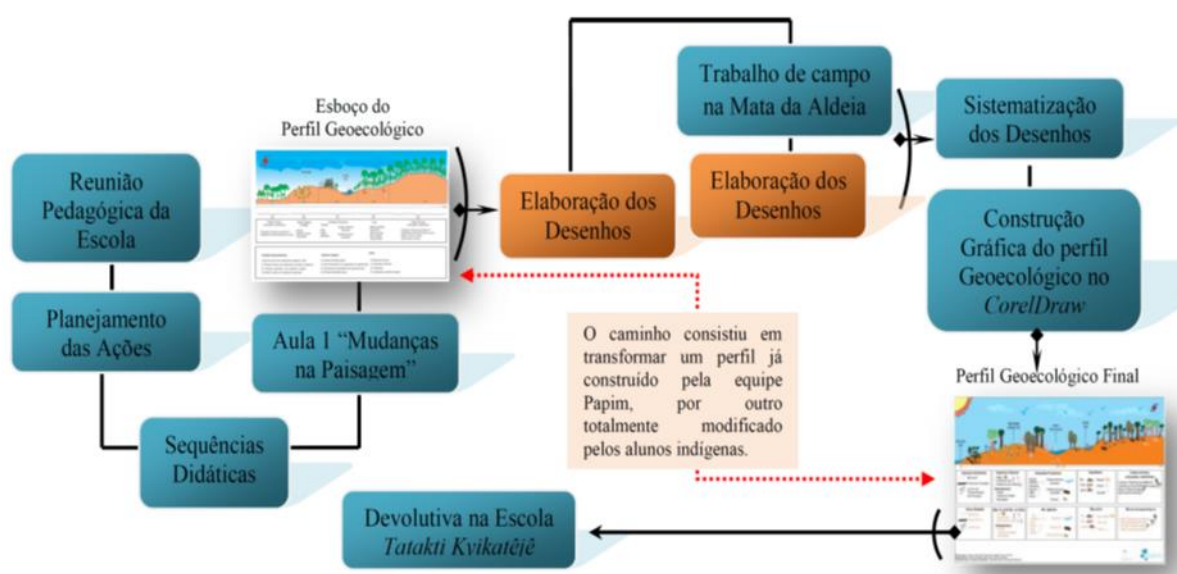 Reunião
Pedagógica da
Escola
Planejamento
das Ações
Sequências
Didáticas
Aula 1 “Mudanças
na Paisagem”
Esboço do
Perfil Geoecológico
Elaboração dos
Desenhos
Trabalho de campo
na Mata da Aldeia
Elaboração dos
Desenhos
Sistematização
dos Desenhos
Construção
Gráfica do perfil
Geoecológico no
CorelDraw
O caminho consistiu em
transformar um perfil já
construído pela equipe
Papim, por outro
totalmente modificado
pelos alunos indígenas.
Perfil Geoecológico Final
Devolutiva na Escola
Tatakti Kyikatêjê